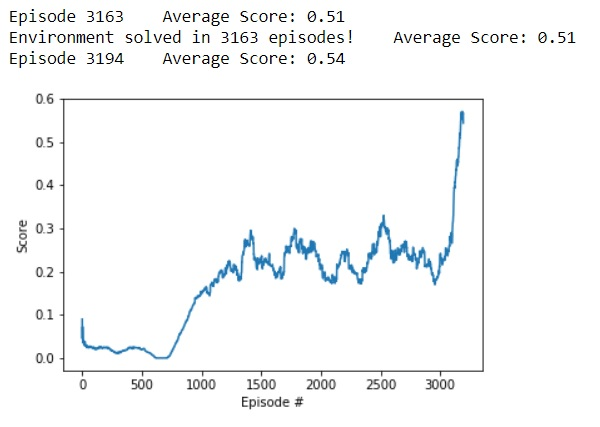 Episode 3163    Average Score: 0.51
Environment solved in 3163 episodes!    Average Score: 0.51
Episode 3194    Average Score: 0.54
0.6
0.5
0.4
0.3
0.2
0.1
0.0
Score
0 500 1000 1500 2000 2500 3000
Episode #